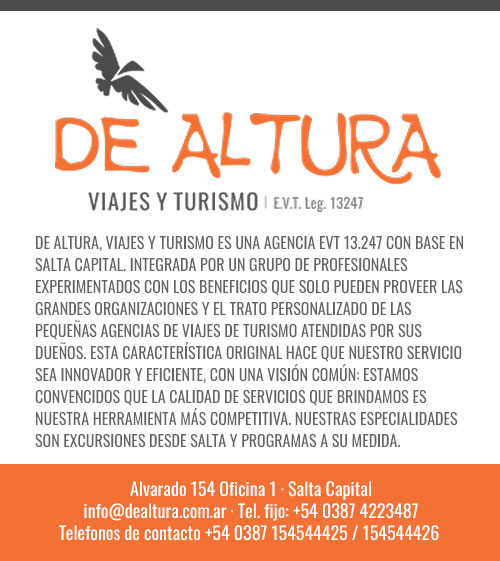 DE ALTURA
VIAJES Y TURISMO | E.V.T. Leg. 13247
DE ALTURA, VIAJES Y TURISMO ES UNA AGENCIA EVT 13.247 CON BASE EN
SALTA CAPITAL. INTEGRADA POR UN GRUPO DE PROFESIONALES
EXPERIMENTADOS CON LOS BENEFICIOS QUE SOLO PUEDEN PROVEER LAS
GRANDES ORGANIZACIONES Y EL TRATO PERSONALIZADO DE LAS
PEQUEÑAS AGENCIAS DE VIAJES DE TURISMO ATENDIDAS POR SUS
DUEÑOS. ESTA CARACTERÍSTICA ORIGINAL HACE QUE NUESTRO SERVICIO
SEA INNOVADOR Y EFICIENTE, CON UNA VISIÓN COMÚN: ESTAMOS
CONVENCIDOS QUE LA CALIDAD DE SERVICIOS QUE BRINDAMOS ES
NUESTRA HERRAMIENTA MÁS COMPETITIVA. NUESTRAS ESPECIALIDADES
SON EXCURSIONES DESDE SALTA Y PROGRAMAS A SU MEDIDA.
Alvarado 154 Oficina 1 · Salta Capital
info@dealtura.com.ar · Tel. fijo: +54 0387 4223487
Telefonos de contacto +54 0387 154544425 / 154544426